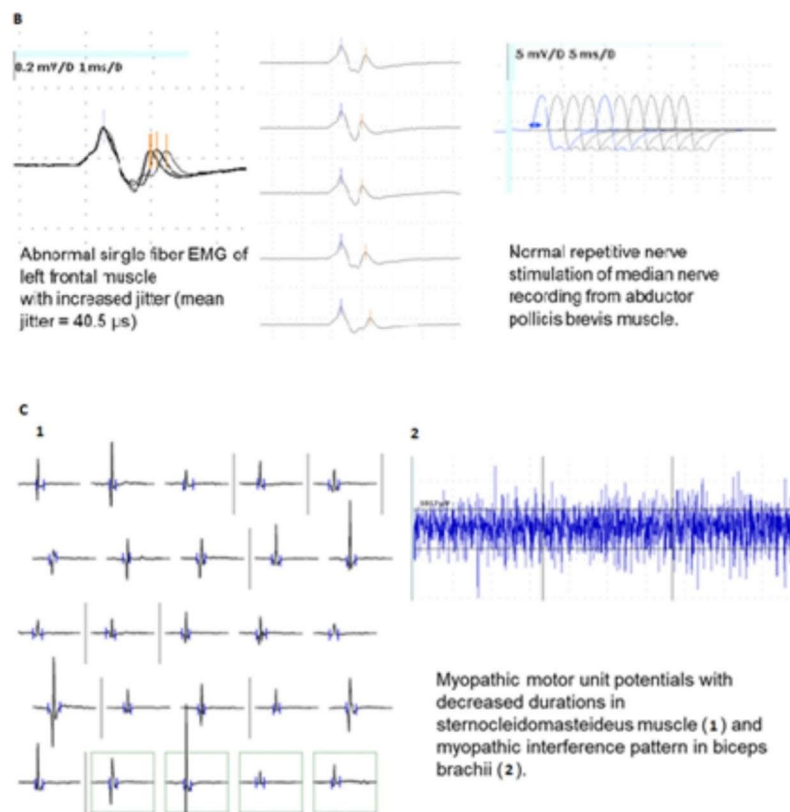 B
0.2 mV/D 1 ms/D
5 mV/D 5 ms/D
Abnormal single fiber EMG of
left frontal muscle
with increased jitter (mean
jitter = 40.5 µs)
Normal repetitive nerve
stimulation of median nerve
recording from abductor
pollicis brevis muscle.
C
1
2
Myopathic motor unit potentials with
decreased durations in
sternocleidomasteideus muscle (1) and
myopathic interference pattern in biceps
brachii (2).